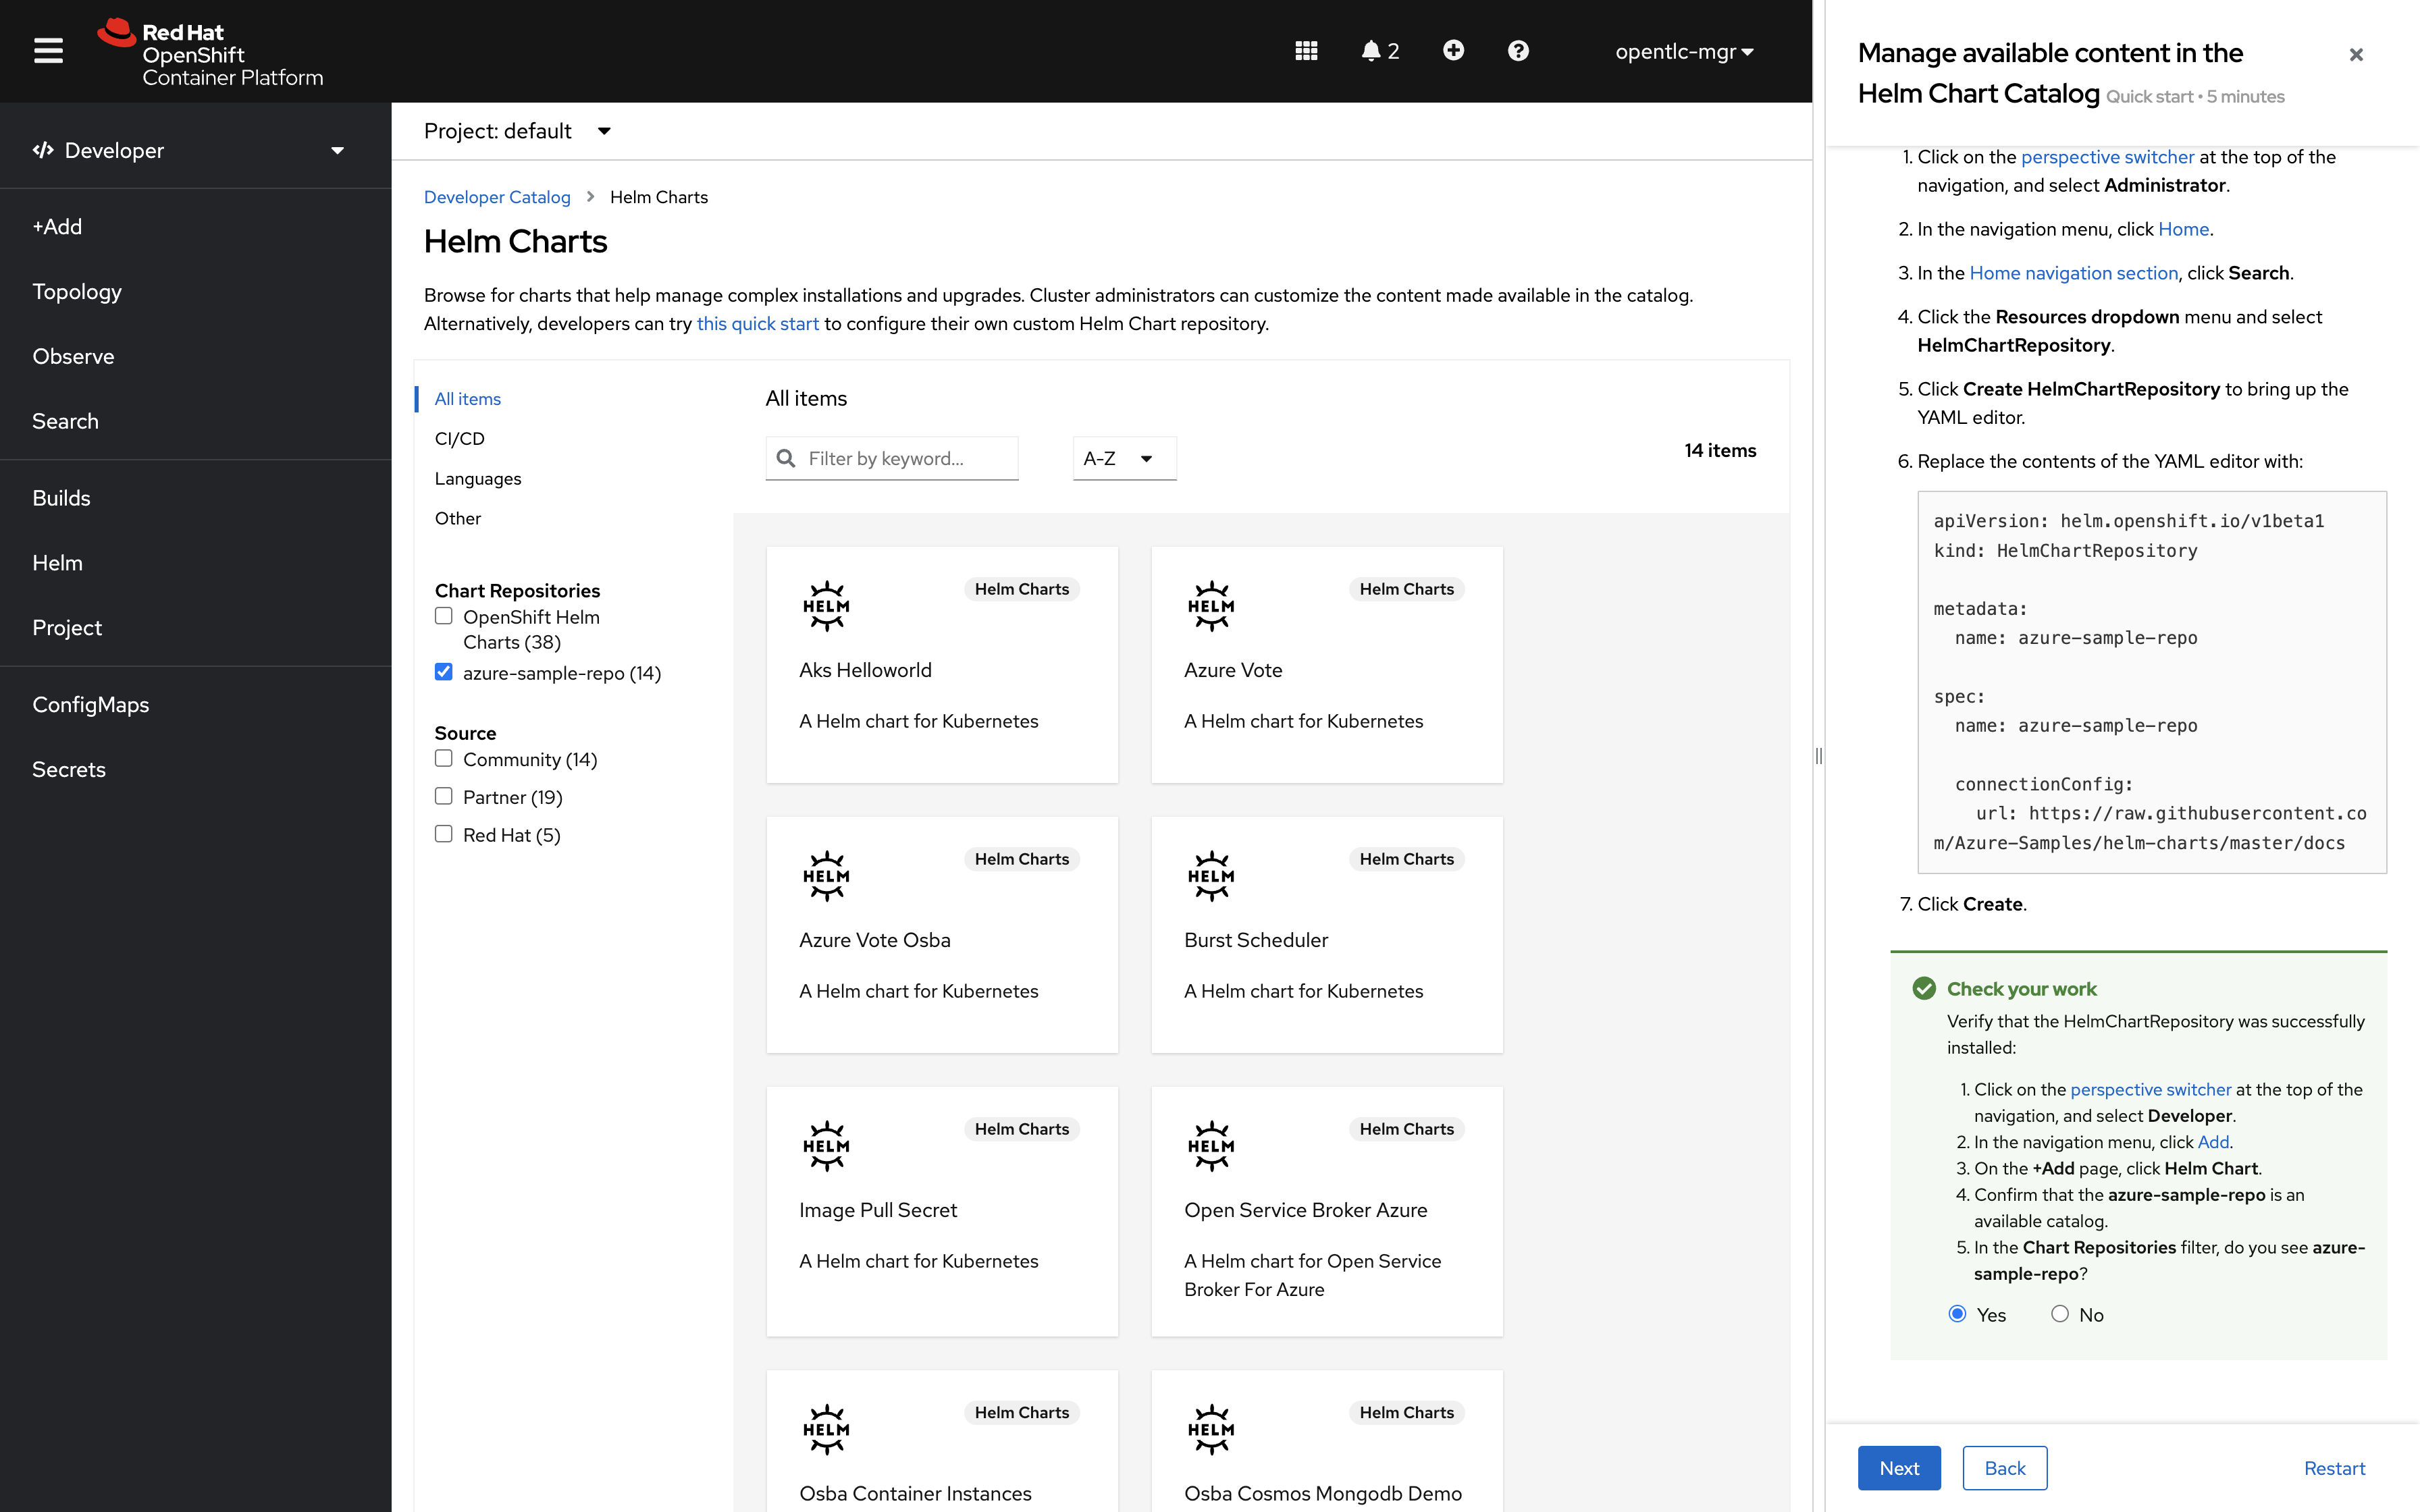 Red Hat
OpenShift
Container Platform
2
opentlc-mgr
Developer
+Add
Topology
Observe
Search
Builds
Helm
Project
ConfigMaps
Secrets
Project: default
Developer Catalog > Helm Charts
Helm Charts
Browse for charts that help manage complex installations and upgrades. Cluster administrators can customize the content made available in the catalog.
Alternatively, developers can try this quick start to configure their own custom Helm Chart repository.
All items
CI/CD
Languages
Other
Chart Repositories
OpenShift Helm
Charts (38)
azure-sample-repo (14)
Source
Community (14)
Partner (19)
Red Hat (5)
All items
Filter by keyword...
A-Z
14 items
HELM
Helm Charts
Aks Helloworld
A Helm chart for Kubernetes
HELM
Helm Charts
Azure Vote
A Helm chart for Kubernetes
HELM
Helm Charts
Azure Vote Osba
A Helm chart for Kubernetes
HELM
Helm Charts
Burst Scheduler
A Helm chart for Kubernetes
HELM
Helm Charts
Image Pull Secret
A Helm chart for Kubernetes
HELM
Helm Charts
Open Service Broker Azure
A Helm chart for Open Service
Broker For Azure
HELM
Helm Charts
Osba Container Instances
HELM
Helm Charts
Osba Cosmos Mongodb Demo
Manage available content in the
Helm Chart Catalog Quick start • 5 minutes
1. Click on the perspective switcher at the top of the
navigation, and select Administrator.
2. In the navigation menu, click Home.
3. In the Home navigation section, click Search.
4. Click the Resources dropdown menu and select
HelmChartRepository.
5. Click Create HelmChartRepository to bring up the
YAML editor.
6. Replace the contents of the YAML editor with:
apiVersion: helm.openshift.io/v1beta1
kind: HelmChartRepository
metadata:
name: azure-sample-repo
spec:
name: azure-sample-repo
connectionConfig:
url: https://raw.githubusercontent.co
m/Azure-Samples/helm-charts/master/docs
7. Click Create.
Check your work
Verify that the HelmChartRepository was successfully
installed:
1. Click on the perspective switcher at the top of the
navigation, and select Developer.
2. In the navigation menu, click Add.
3. On the +Add page, click Helm Chart.
4. Confirm that the azure-sample-repo is an
available catalog.
5. In the Chart Repositories filter, do you see azure-
sample-repo?
Yes No
Next Back Restart